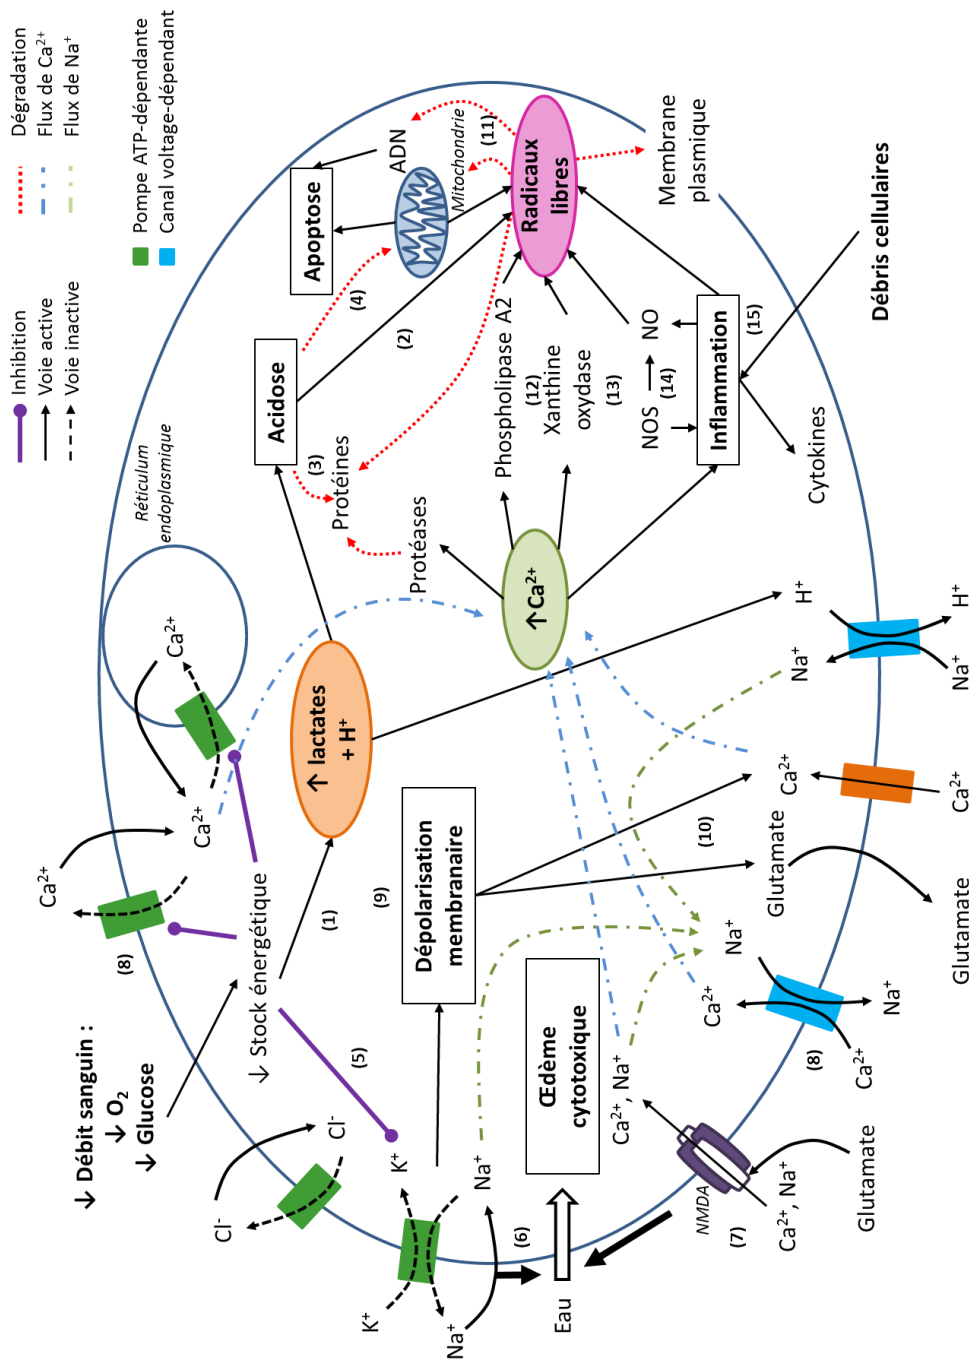 Inhibition
Voie active
Voie inactive
Dégradation
Flux de Ca²⁺
Flux de Na⁺
Pompe ATP-dépendante
Canal voltage-dépendant
↓ Débit sanguin :
↓ O₂
↓ Glucose
Ca²⁺
(8)
Ca²⁺
Ca²⁺
Réticulum
endoplasmique
Cl⁻
Cl⁻
↓ Stock énergétique
(5)
(1)
↑ lactates
+ H⁺
Acidose
(3)
(4)
(2)
Apoptose
ADN
Mitochondrie
(11)
Protéines
Protéases
K⁺
K⁺
Na⁺
Na⁺
(6)
Eau
Dépolarisation
membranaire
(9)
Œdème
cytotoxique
↑Ca²⁺
Phospholipase A2
(12)
Xanthine
oxydase
(13)
NOS
NO
(14)
Radicaux
libres
Membrane
plasmique
Inflammation
(15)
Cytokines
Débris cellulaires
NMDA
(7)
Ca²⁺, Na⁺
Ca²⁺, Na⁺
Glutamate
Ca²⁺
Na⁺
(8)
Ca²⁺
Na⁺
(10)
Glutamate
Glutamate
Ca²⁺
Ca²⁺
Na⁺
H⁺
Na⁺
H⁺